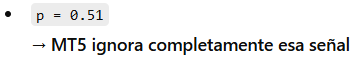 • p = 0.51
→ MT5 ignora completamente esa señal